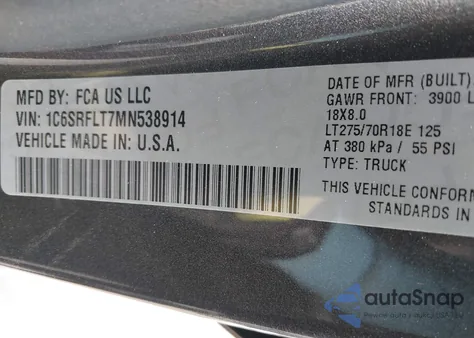 MFD BY: FCA US LLC
VIN: 1C6SRFLT7MN538914
VEHICLE MADE IN: U.S.A.
DATE OF MFR (BUILT)
GAWR FRONT: 3900 L
18X8.0
LT275/70R18E 125
AT 380 kPa / 55 PSI
TYPE: TRUCK
THIS VEHICLE CONFORM
STANDARDS IN
autoSnap